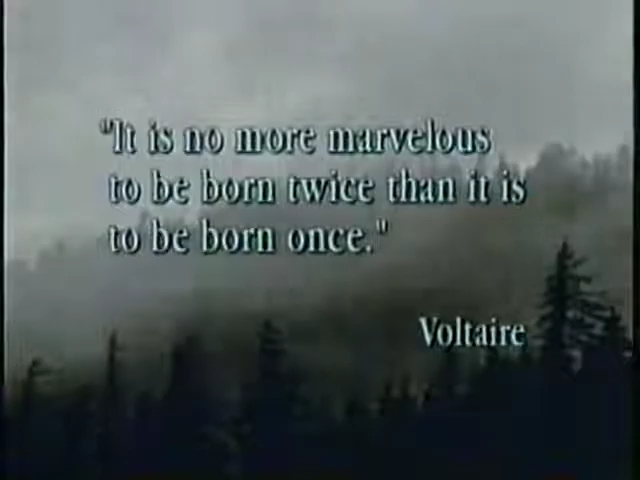 "It is no more marvelous
to be born twice than it is
to be born once."
Voltaire